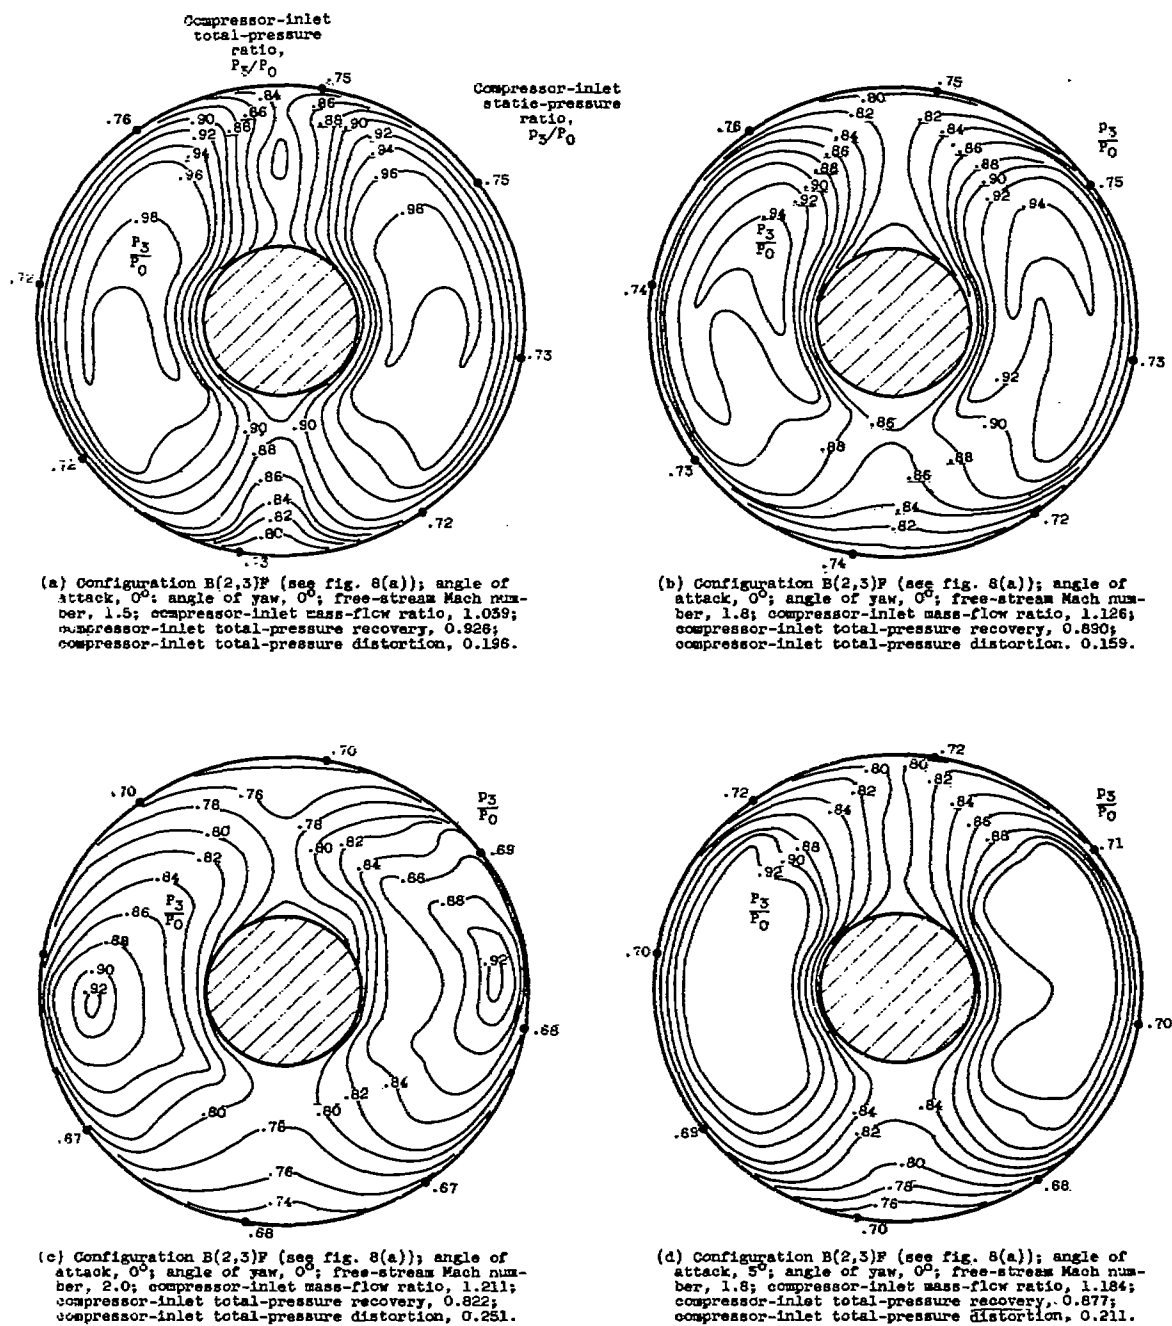 Compressor-inlet
total-pressure
ratio,
P3/P0
Compressor-inlet
static-pressure
ratio,
p3/P0
.75
.84
.86
.86
.88
.88
.90
.90
.92
.92
.94
.94
.96
.96
.98
.98
.76
.75
P3
P0
.72
.73
.72
.90
.90
.88
.86
.84
.82
.80
.72
(a) Configuration B(2,3)F (see fig. 8(a)); angle of
attack, 0°; angle of yaw, 0°; free-stream Mach num-
ber, 1.5; compressor-inlet mass-flow ratio, 1.039;
compressor-inlet total-pressure recovery, 0.926;
compressor-inlet total-pressure distortion, 0.196.
.75
.80
.82
.82
.84
.84
.86
.86
.88
.88
.90
.90
.92
.92
.94
.94
.76
p3
P0
.75
P3
P0
.74
.73
.92
.90
.86
.88
.88
.86
.84
.82
.73
.72
.74
(b) Configuration B(2,3)F (see fig. 8(a)); angle of
attack, 0°; angle of yaw, 0°; free-stream Mach num-
ber, 1.8; compressor-inlet mass-flow ratio, 1.126;
compressor-inlet total-pressure recovery, 0.890;
compressor-inlet total-pressure distortion. 0.159.
.70
.70
.76
.78
.78
.80
.80
.82
.82
.84
.84
.86
.86
.88
.88
.90
.92
.92
p3
P0
.69
P3
P0
.68
.84
.82
.80
.80
.78
.76
.74
.67
.67
.68
(c) Configuration B(2,3)F (see fig. 8(a)); angle of
attack, 0°; angle of yaw, 0°; free-stream Mach num-
ber, 2.0; compressor-inlet mass-flow ratio, 1.211;
compressor-inlet total-pressure recovery, 0.822;
compressor-inlet total-pressure distortion, 0.251.
.72
.80
.80
.82
.82
.84
.84
.86
.88
.88
.90
.92
.72
p3
P0
.71
P3
P0
.70
.70
.84
.84
.82
.80
.78
.76
.69
.68
.70
(d) Configuration B(2,3)F (see fig. 8(a)); angle of
attack, 5°; angle of yaw, 0°; free-stream Mach num-
ber, 1.8; compressor-inlet mass-flow ratio, 1.184;
compressor-inlet total-pressure recovery, 0.877;
compressor-inlet total-pressure distortion, 0.211.